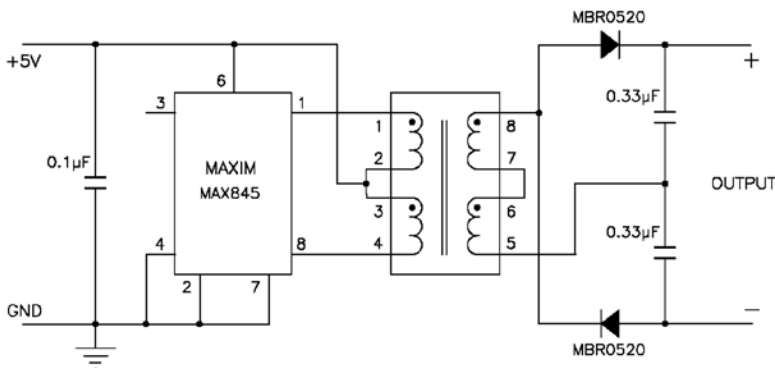 MBR0520
+5V
6
+
3
1
0.33µF
1
8
0.1µF
MAXIM
MAX845
2
7
OUTPUT
3
6
4
8
4
5
0.33µF
2
7
GND
−
MBR0520